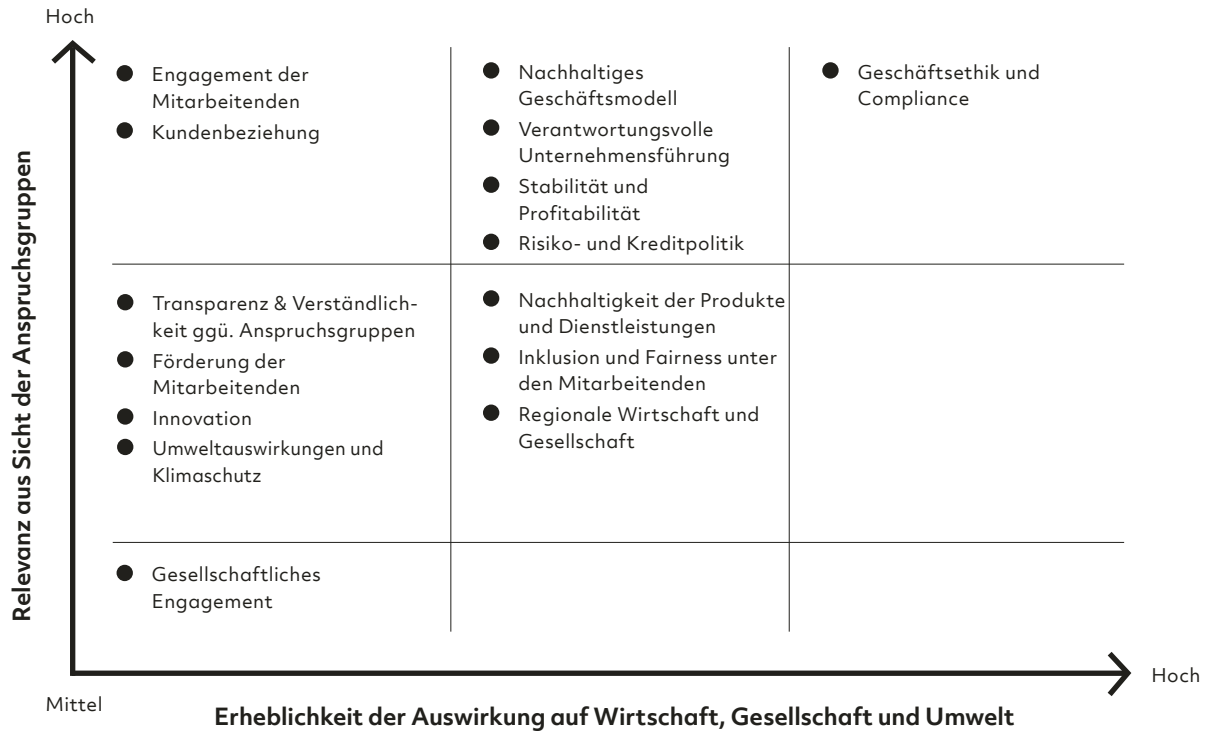 Hoch
Relevanz aus Sicht der Anspruchsgruppen
Engagement der
Mitarbeitenden
Kundenbeziehung
Nachhaltiges
Geschäftsmodell
Verantwortungsvolle
Unternehmensführung
Stabilität und
Profitabilität
Risiko- und Kreditpolitik
Geschäftsethik und
Compliance
Transparenz & Verständlich-
keit ggü. Anspruchsgruppen
Förderung der
Mitarbeitenden
Innovation
Umweltauswirkungen und
Klimaschutz
Nachhaltigkeit der Produkte
und Dienstleistungen
Inklusion und Fairness unter
den Mitarbeitenden
Regionale Wirtschaft und
Gesellschaft
Gesellschaftliches
Engagement
Hoch
Mittel
Erheblichkeit der Auswirkung auf Wirtschaft, Gesellschaft und Umwelt